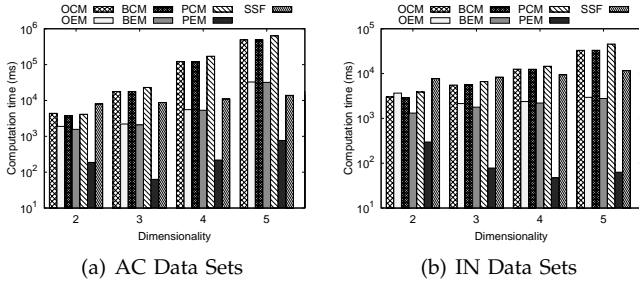 OCM BCM PCM SSF
OEM BEM PEM
Computation time (ms)
10^6
10^5
10^4
10^3
10^2
10^1
2 3 4 5
Dimensionality
(a) AC Data Sets
OCM BCM PCM SSF
OEM BEM PEM
Computation time (ms)
10^5
10^4
10^3
10^2
10^1
2 3 4 5
Dimensionality
(b) IN Data Sets